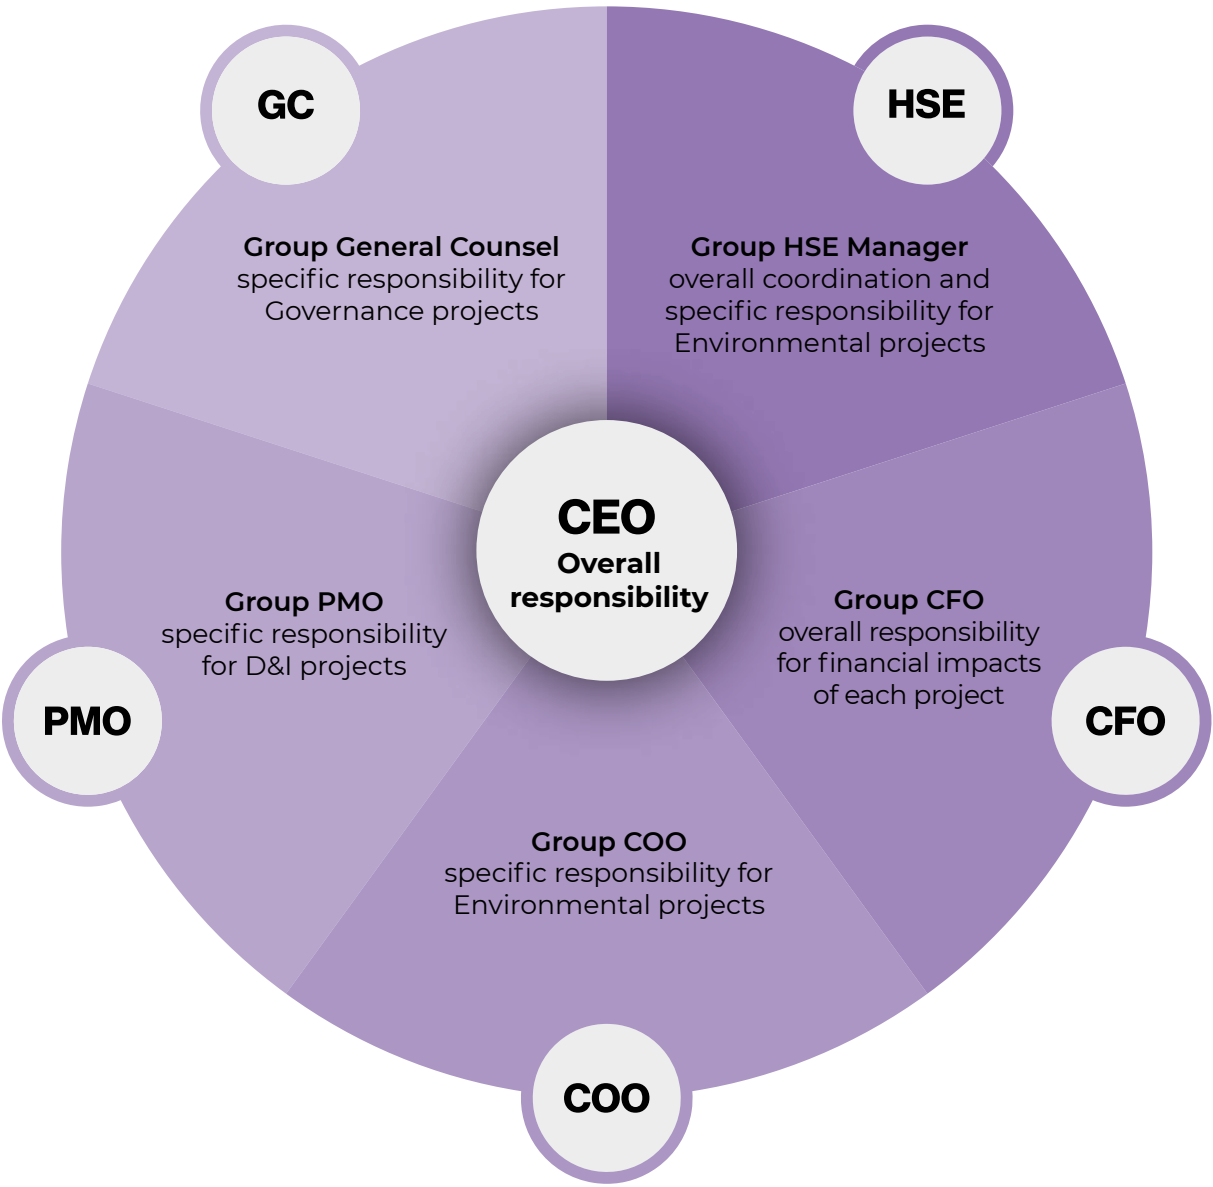 GC
Group General Counsel
specific responsibility for
Governance projects
HSE
Group HSE Manager
overall coordination and
specific responsibility for
Environmental projects
CEO
Overall
responsibility
Group PMO
specific responsibility
for D&I projects
PMO
Group CFO
overall responsibility
for financial impacts
of each project
CFO
Group COO
specific responsibility for
Environmental projects
COO